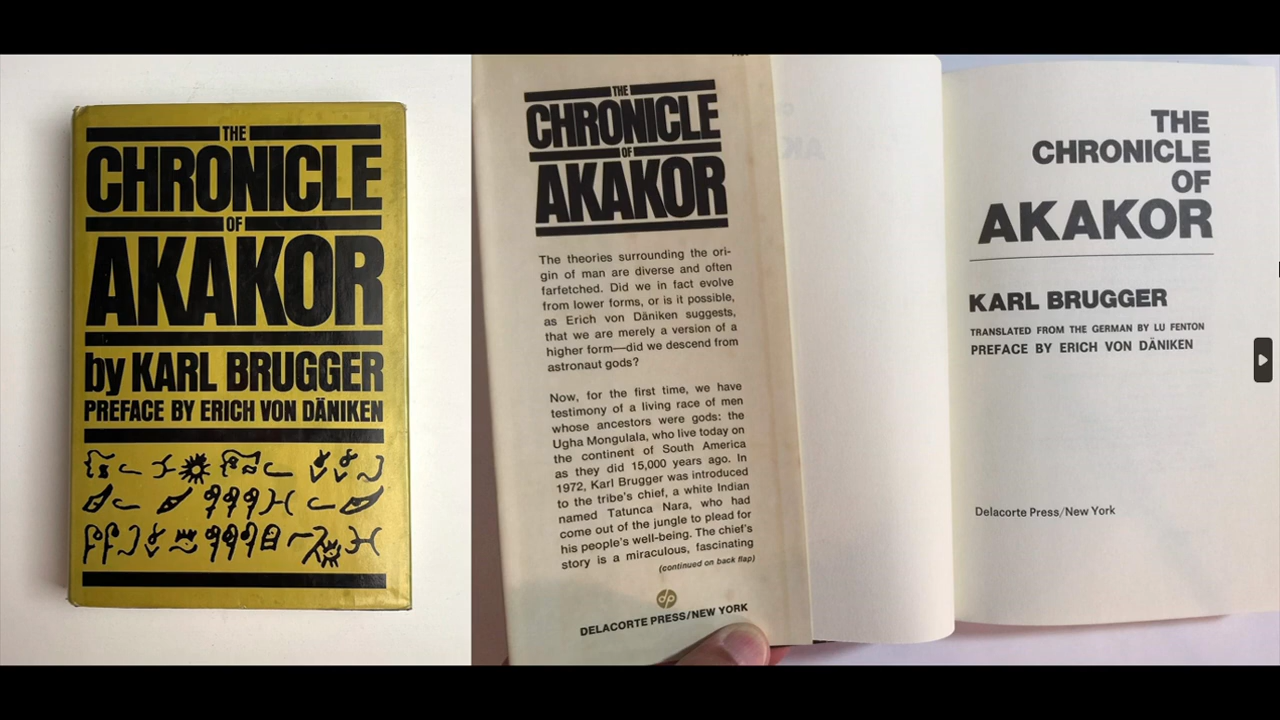 THE
CHRONICLE
OF
AKAKOR
by KARL BRUGGER
PREFACE BY ERICH VON DÄNIKEN
THE
CHRONICLE
OF
AKAKOR
The theories surrounding the ori-
gin of man are diverse and often
farfetched. Did we in fact evolve
from lower forms, or is it possible,
as Erich von Däniken suggests,
that we are merely a version of a
higher form—did we descend from
astronaut gods?
Now, for the first time, we have
testimony of a living race of men
whose ancestors were gods: the
Ugha Mongulala, who live today on
the continent of South America
as they did 15,000 years ago. In
1972, Karl Brugger was introduced
to the tribe's chief, a white Indian
named Tatunca Nara, who had
come out of the jungle to plead for
his people's well-being. The chief's
story is a miraculous, fascinating
(continued on back flap)
dp
DELACORTE PRESS/NEW YORK
THE
CHRONICLE
OF
AKAKOR
KARL BRUGGER
TRANSLATED FROM THE GERMAN BY LU FENTON
PREFACE BY ERICH VON DÄNIKEN
Delacorte Press/New York